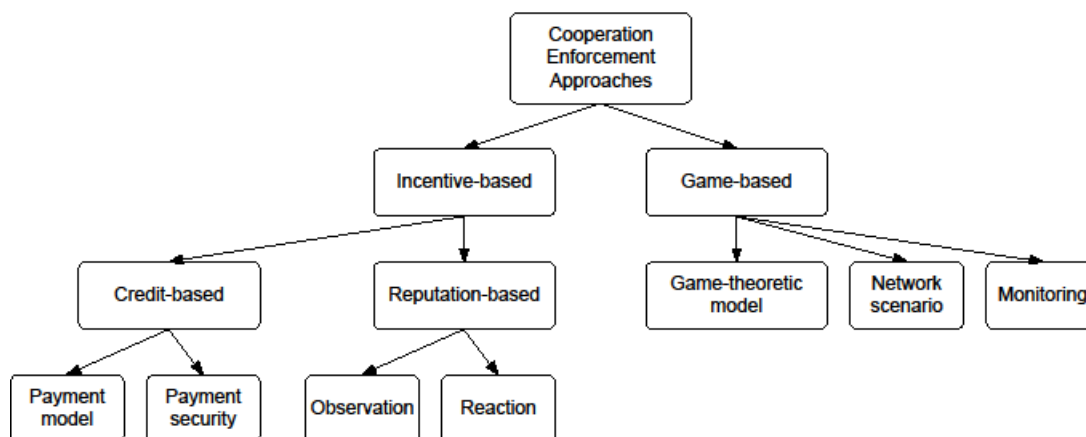 Cooperation
Enforcement
Approaches
Incentive-based
Game-based
Credit-based
Reputation-based
Game-theoretic
model
Network
scenario
Monitoring
Payment
model
Payment
security
Observation
Reaction